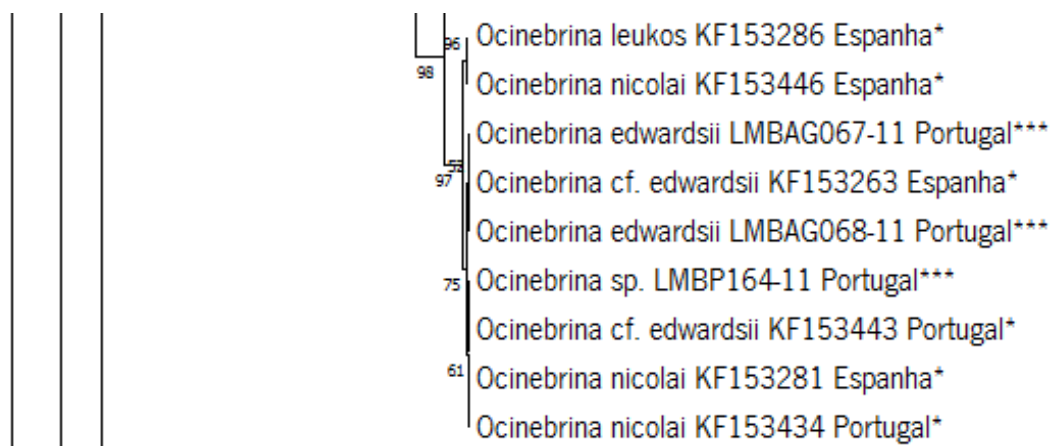 96 Ocinebrina leukos KF153286 Espanha*
98
Ocinebrina nicolai KF153446 Espanha*
Ocinebrina edwardsii LMBAG067-11 Portugal***
97 Ocinebrina cf. edwardsii KF153263 Espanha*
Ocinebrina edwardsii LMBAG068-11 Portugal***
75 Ocinebrina sp. LMBP164-11 Portugal***
Ocinebrina cf. edwardsii KF153443 Portugal*
61 Ocinebrina nicolai KF153281 Espanha*
Ocinebrina nicolai KF153434 Portugal*